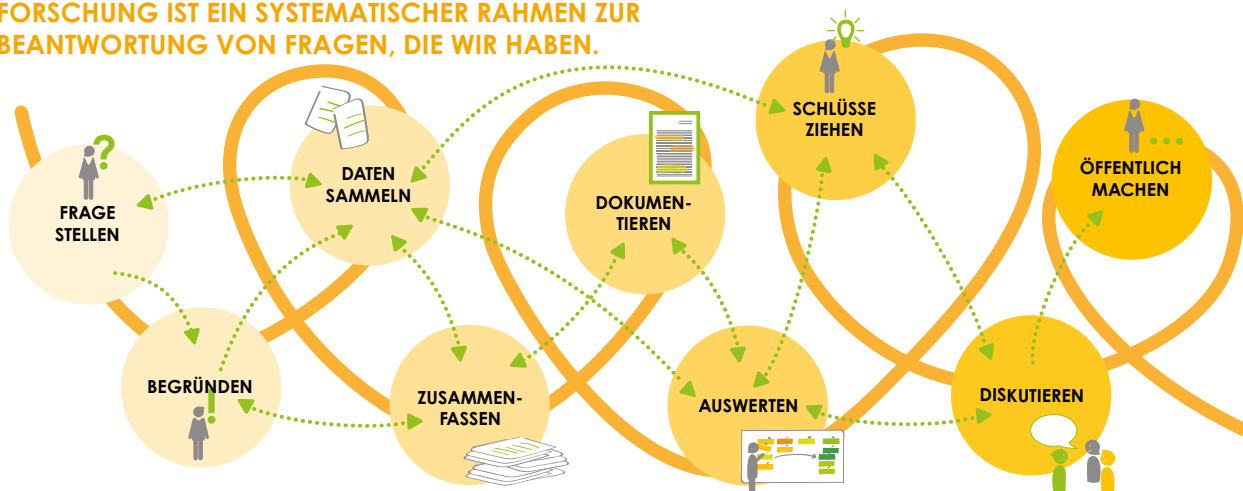 FORSCHUNG IST EIN SYSTEMATISCHER RAHMEN ZUR
BEANTWORTUNG VON FRAGEN, DIE WIR HABEN.
FRAGE
STELLEN
BEGRÜNDEN
DATEN
SAMMELN
ZUSAMMEN-
FASSEN
DOKUMEN-
TIEREN
AUSWERTEN
SCHLÜSSE
ZIEHEN
DISKUTIEREN
ÖFFENTLICH
MACHEN